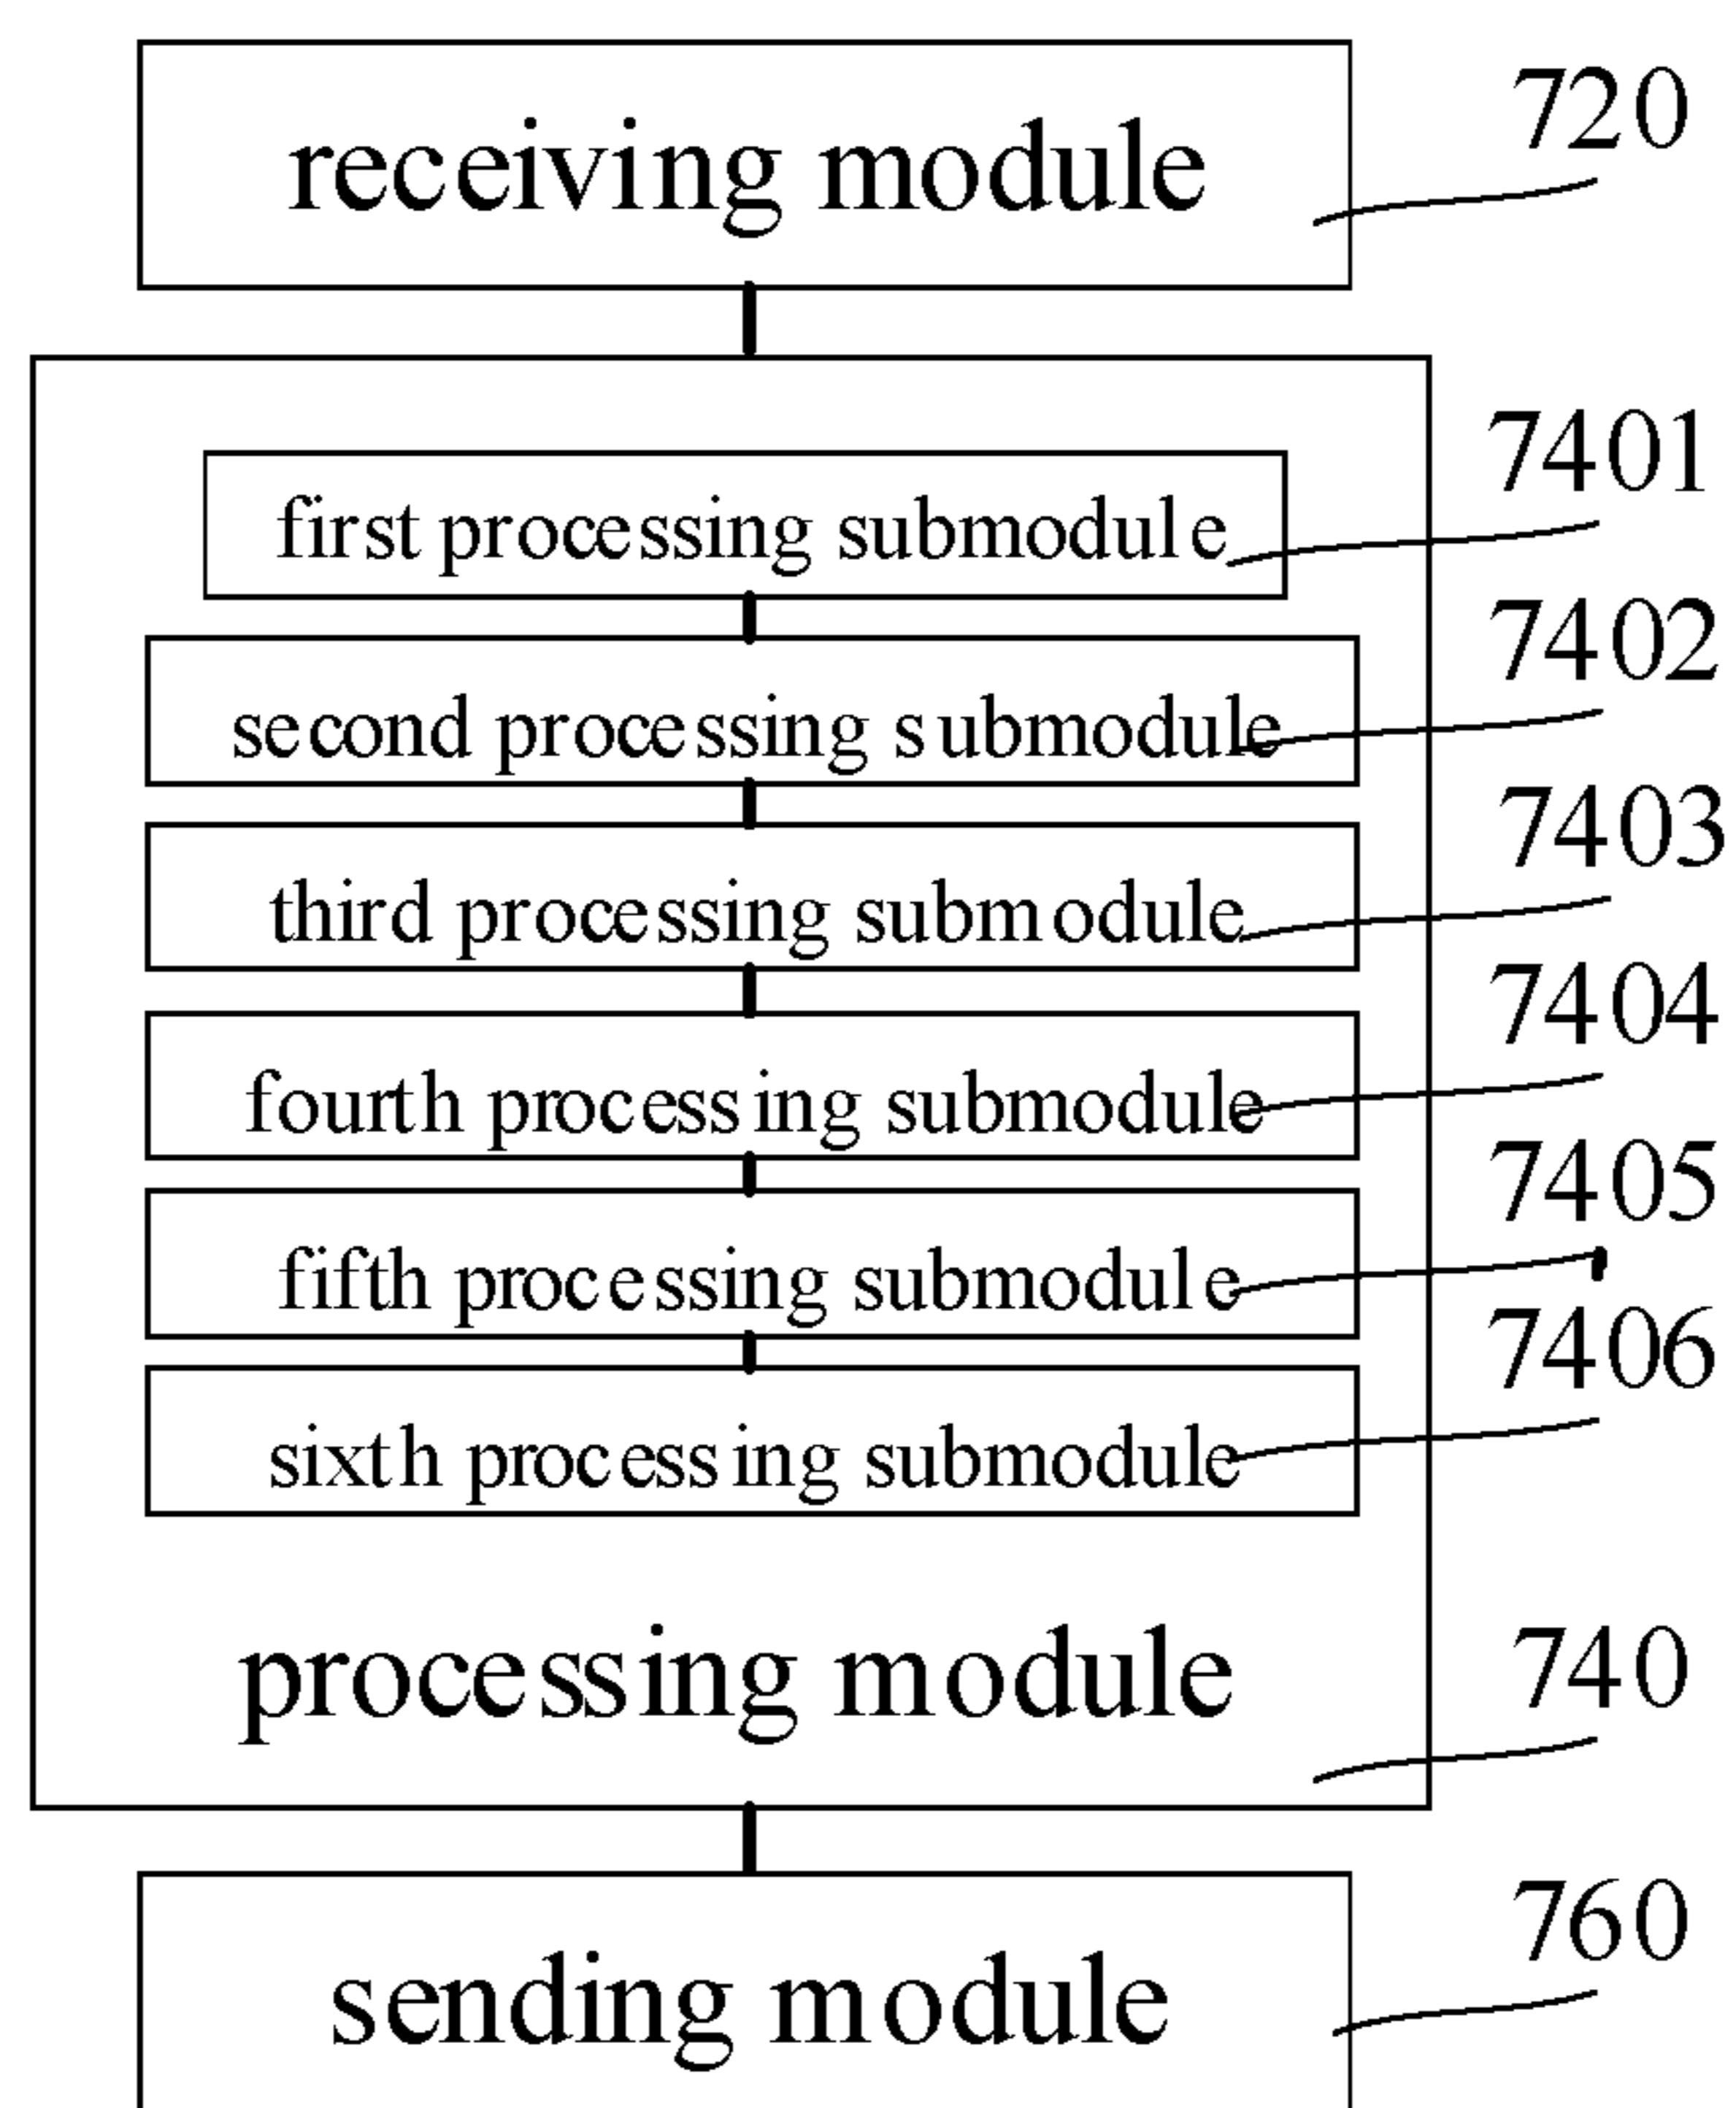 receiving module
720
7401
first processing submodule
7402
second processing submodule
7403
third processing submodule
7404
fourth processing submodule
7405
fifth processing submodule
7406
sixth processing submodule
processing module
740
760
sending module